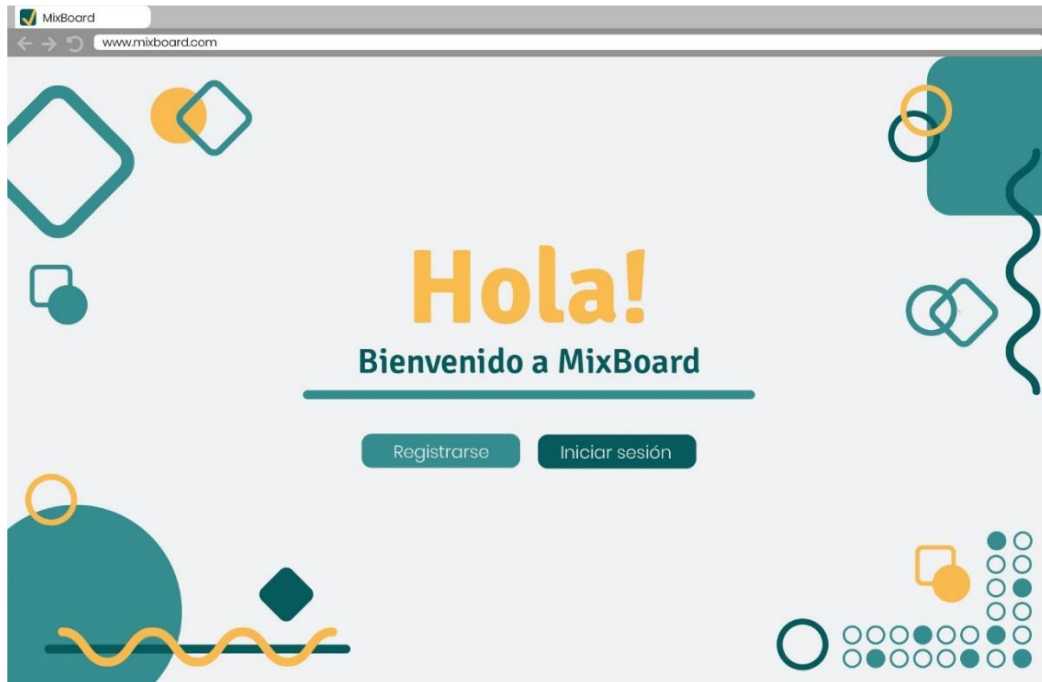 MixBoard
www.mixboard.com
Hola!
Bienvenido a MixBoard
Registrarse
Iniciar sesión